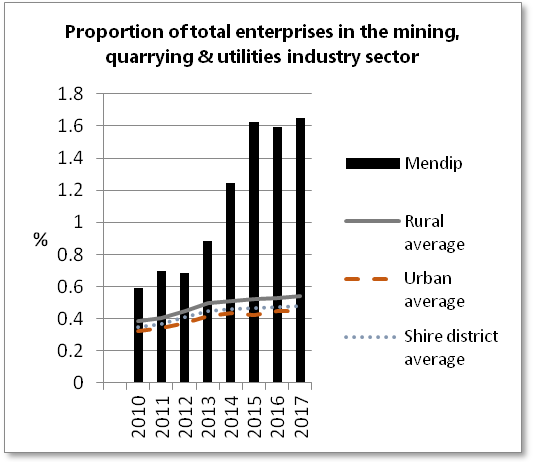 Proportion of total enterprises in the mining,
quarrying & utilities industry sector
1.8
1.6
1.4
1.2
1
0.8
0.6
0.4
0.2
0
%
2010
2011
2012
2013
2014
2015
2016
2017
Mendip
Rural
average
Urban
average
Shire district
average